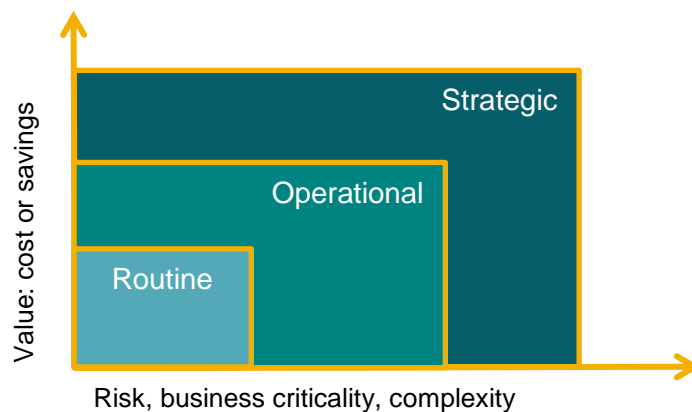 Strategic
Operational
Routine
Value: cost or savings
Risk, business criticality, complexity